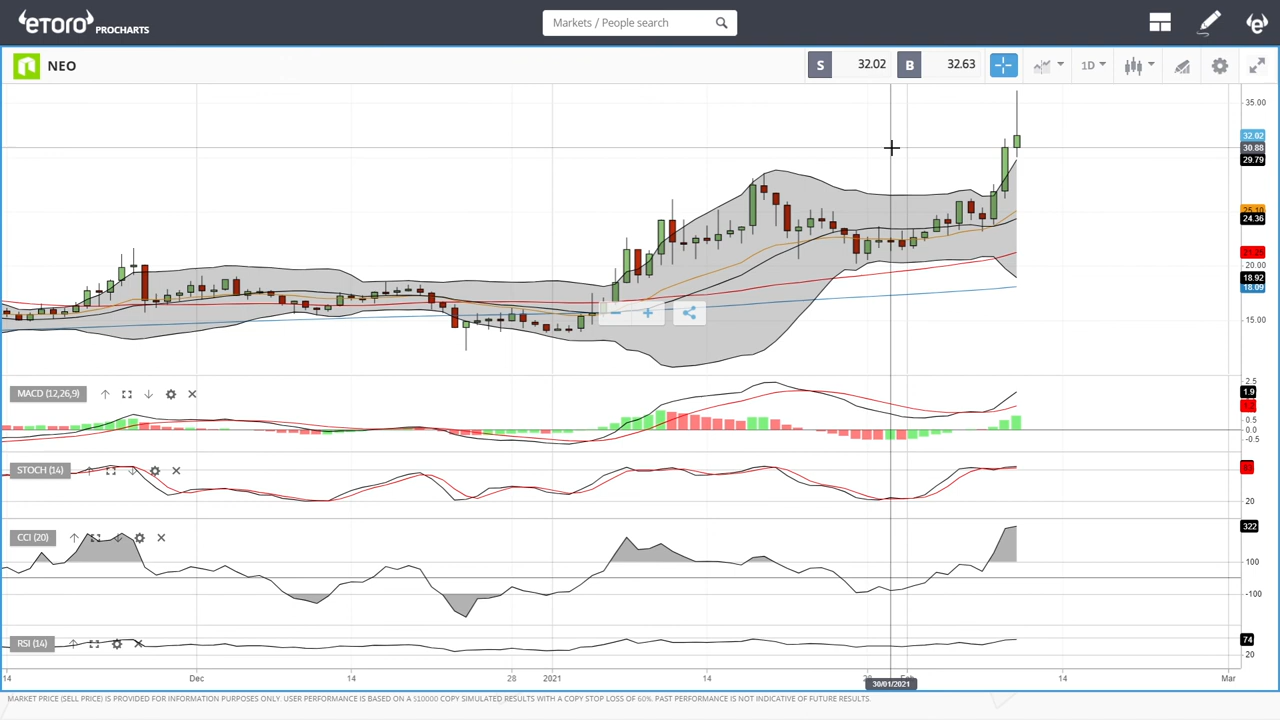 eToro PROCHARTS
Markets / People search
NEO
S 32.02 B 32.63
1D
35.00
32.02
30.88
29.79
24.36
20.00
18.92
18.09
15.00
MACD (12,26,9)
2.5
1.9
0.5
0.0
-0.5
STOCH (14)
20
CCI (20)
322
100
-100
RSI (14)
74
20
14 Dec 14 28 2021 14 14 Mar
30/01/2021
MARKET PRICE (SELL PRICE) IS PROVIDED FOR INFORMATION PURPOSES ONLY. USER PERFORMANCE IS BASED ON A $10000 COPY SIMULATED RESULTS WITH A COPY STOP LOSS OF 60%. PAST PERFORMANCE IS NOT INDICATIVE OF FUTURE RESULTS.